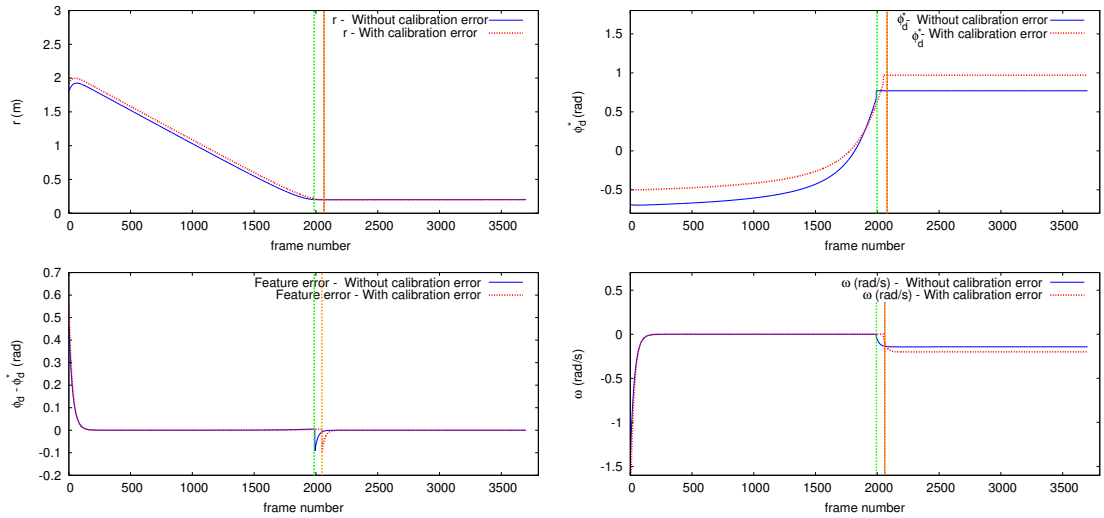 r - Without calibration error
r - With calibration error
3
2.5
2
1.5
1
0.5
0
r (m)
0 500 1000 1500 2000 2500 3000 3500
frame number
ϕ*d- Without calibration error
ϕ*d- With calibration error
1.5
1
0.5
0
-0.5
ϕ*d (rad)
0 500 1000 1500 2000 2500 3000 3500
frame number
Feature error - Without calibration error
Feature error - With calibration error
0.7
0.6
0.5
0.4
0.3
0.2
0.1
0
-0.1
-0.2
ϕd - ϕ*d (rad)
0 500 1000 1500 2000 2500 3000 3500
frame number
ω (rad/s) - Without calibration error
ω (rad/s) - With calibration error
0.5
0
-0.5
-1
-1.5
ω (rad/s)
0 500 1000 1500 2000 2500 3000 3500
frame number